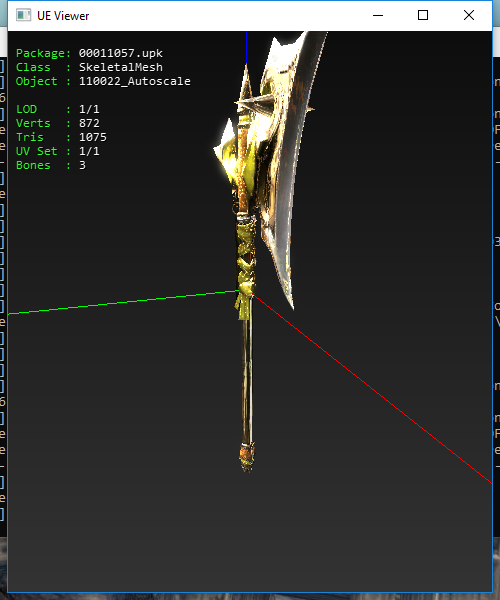 UE Viewer
Package: 00011057.upk
Class : SkeletalMesh
Object : 110022_Autoscale
LOD : 1/1
Verts : 872
Tris : 1075
UV Set : 1/1
Bones : 3